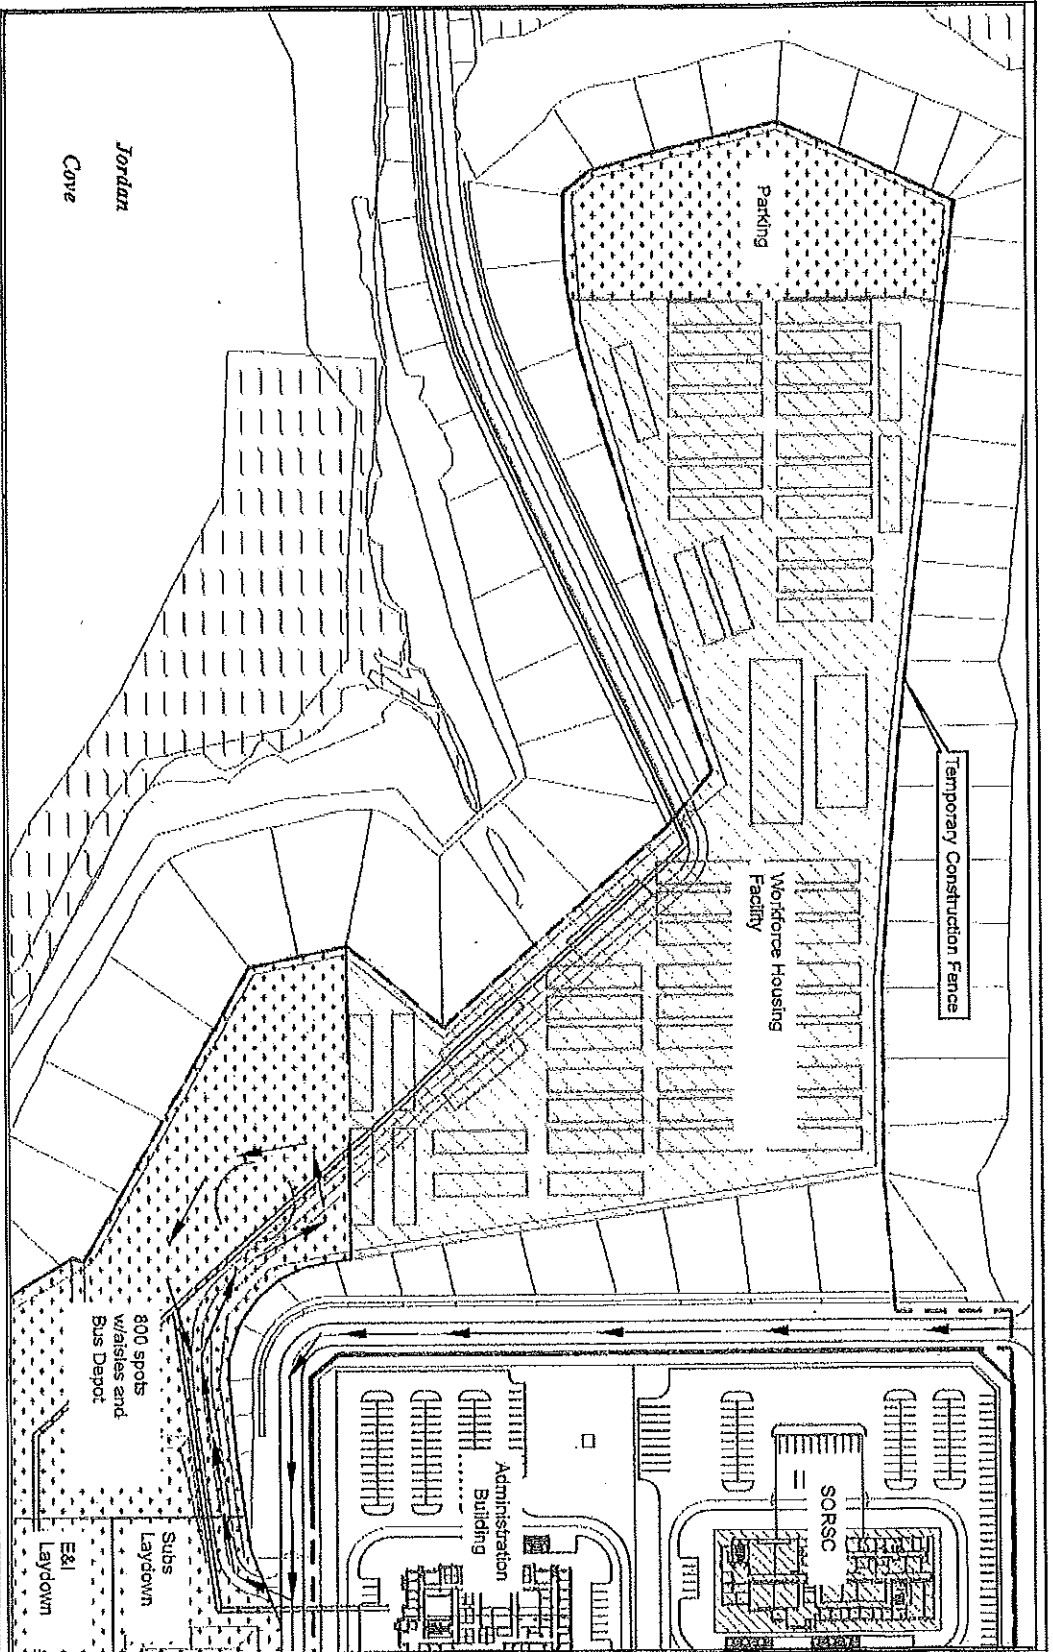 Jordan
Cove
Parking
Temporary Construction Fence
Workforce Housing
Facility
800 spots
w/aisles and
Bus Depot
SORSC
Administration
Building
Subs
Laydown
E&I
Laydown